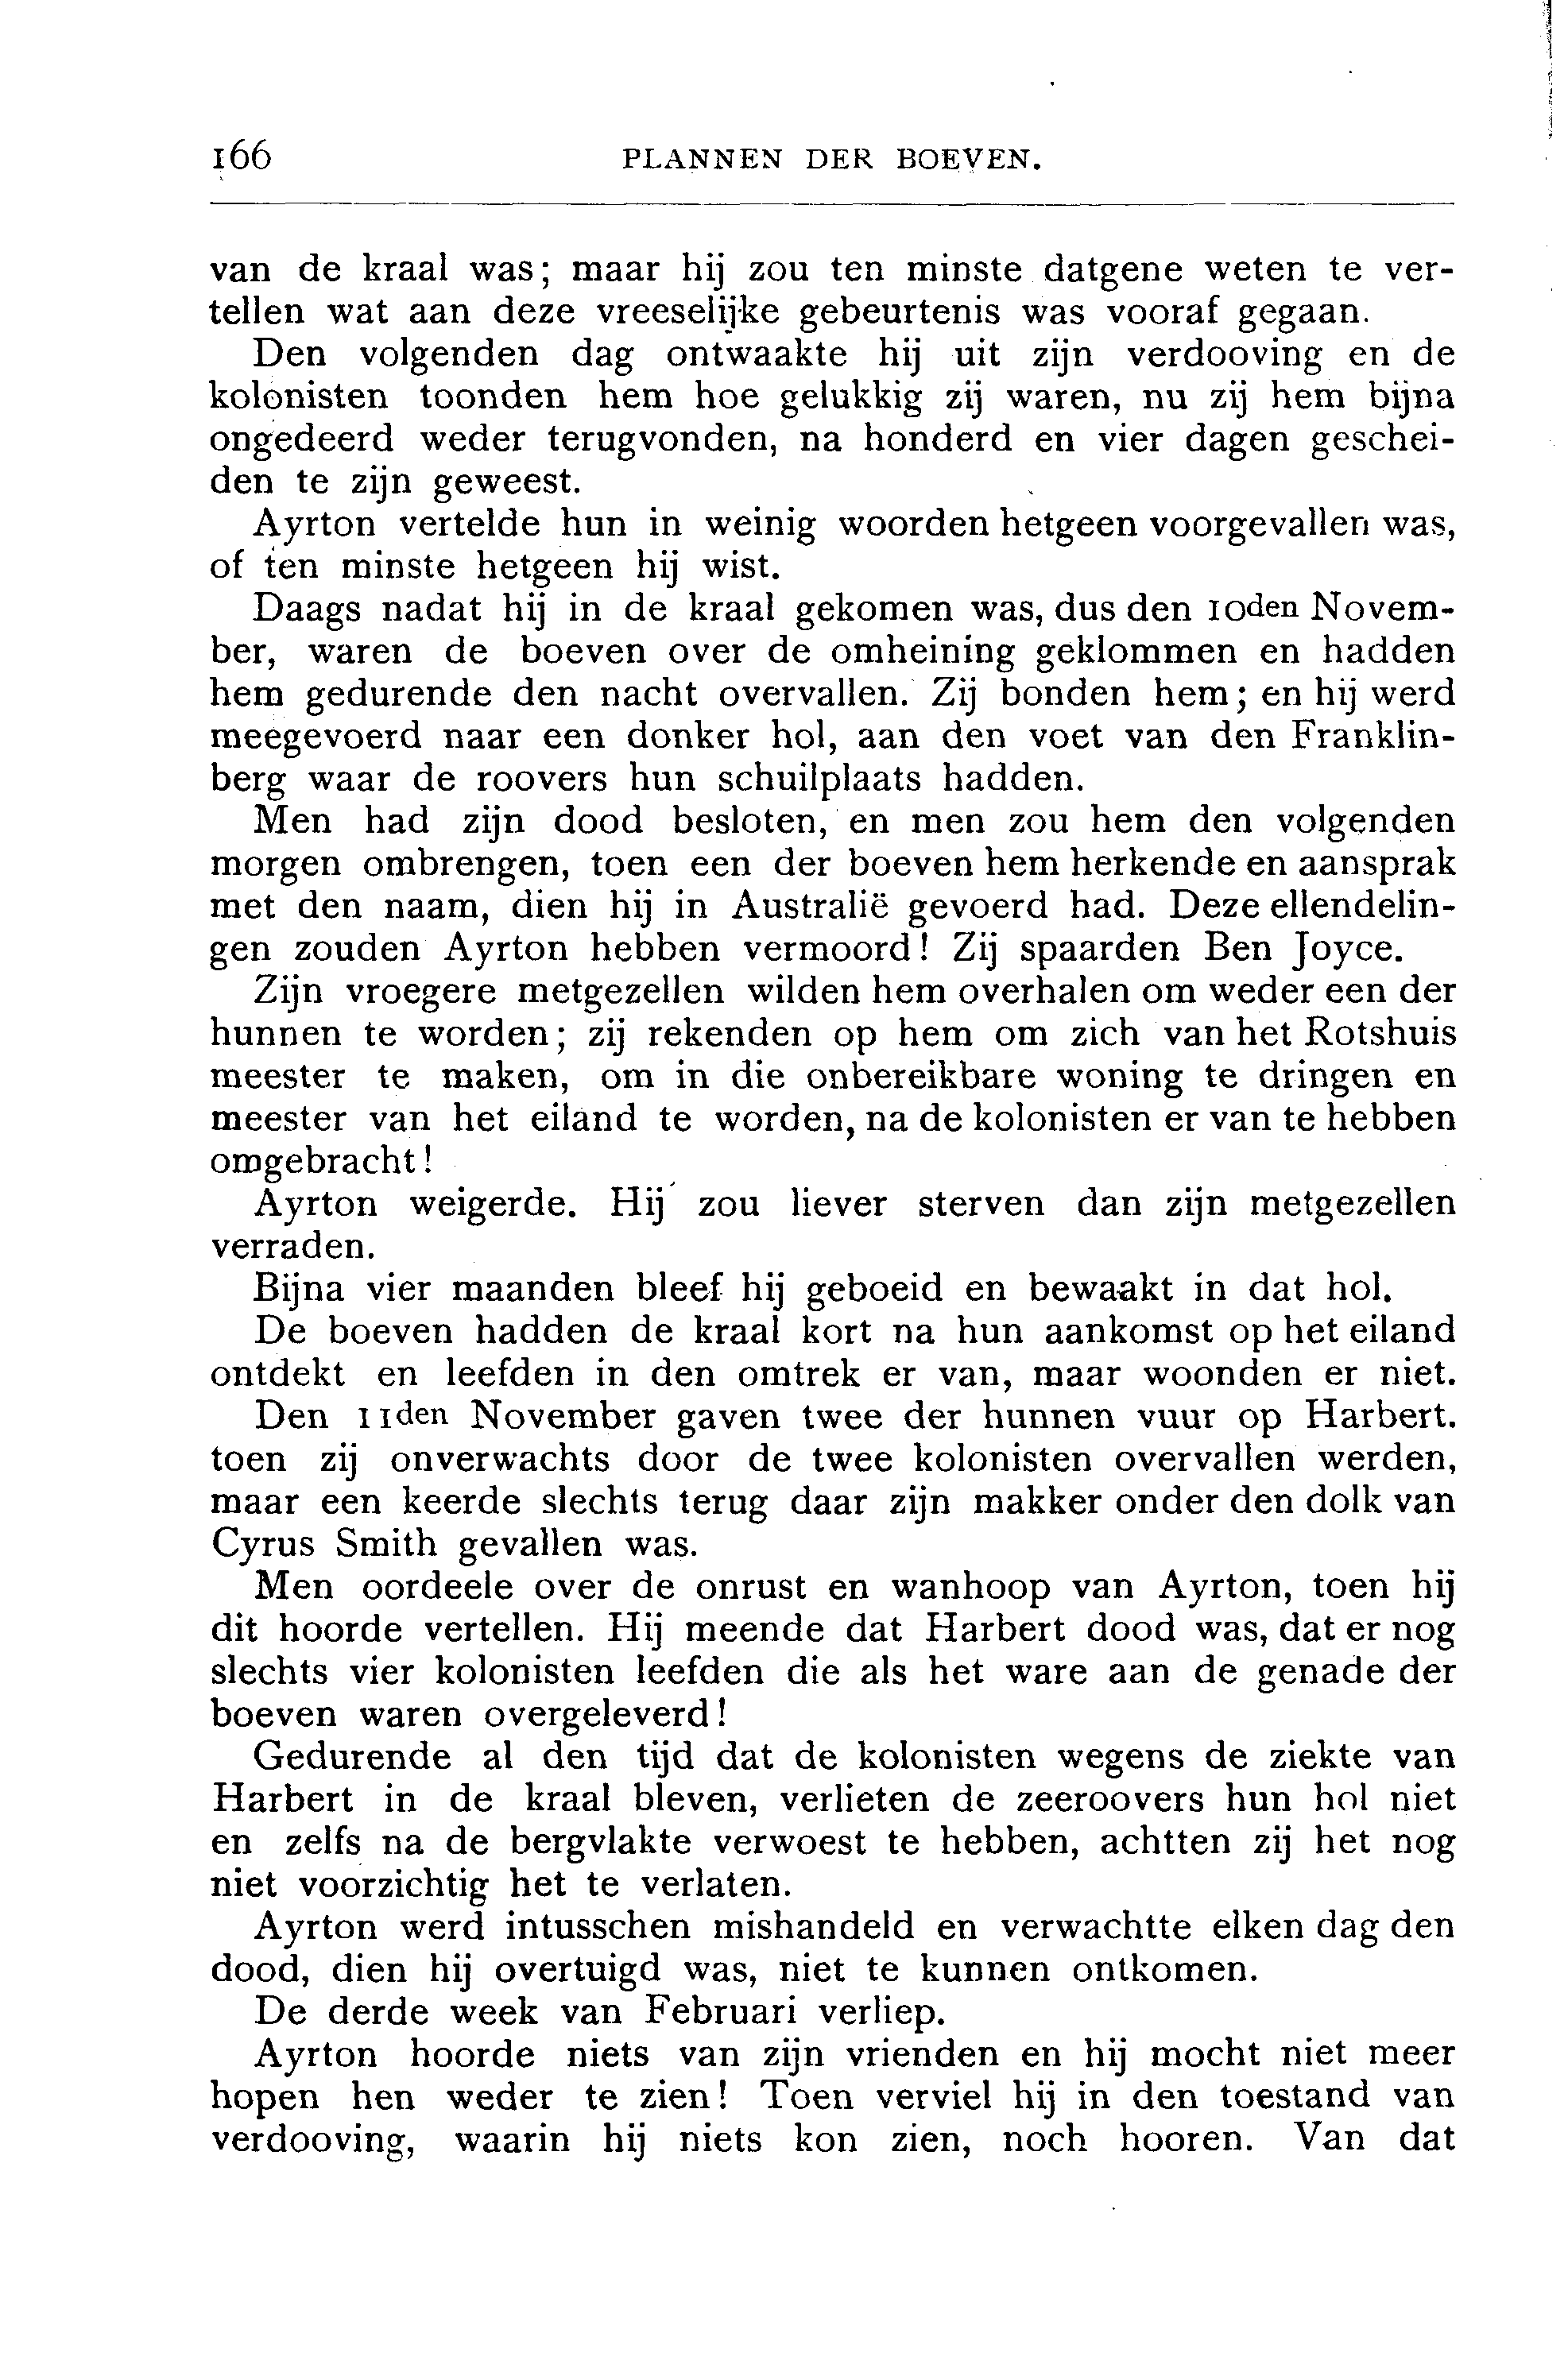 166 PLANNEN DER BOEVEN.
van de kraal was; maar hij zou ten minste datgene weten te ver-
tellen wat aan deze vreeselijke gebeurtenis was vooraf gegaan.
Den volgenden dag ontwaakte hij uit zijn verdooving en de
kolonisten toonden hem hoe gelukkig zij waren, nu zij hem bijna
ongedeerd weder terugvonden, na honderd en vier dagen geschei-
den te zijn geweest.
Ayrton vertelde hun in weinig woorden hetgeen voorgevallen was,
of ten minste hetgeen hij wist.
Daags nadat hij in de kraal gekomen was, dus den 10den Novem-
ber, waren de boeven over de omheining geklommen en hadden
hem gedurende den nacht overvallen. Zij bonden hem; en hij werd
meegevoerd naar een donker hol, aan den voet van den Franklin-
berg waar de roovers hun schuilplaats hadden.
Men had zijn dood besloten, en men zou hem den volgenden
morgen ombrengen, toen een der boeven hem herkende en aansprak
met den naam, dien hij in Australië gevoerd had. Deze ellendelin-
gen zouden Ayrton hebben vermoord! Zij spaarden Ben Joyce.
Zijn vroegere metgezellen wilden hem overhalen om weder een der
hunnen te worden; zij rekenden op hem om zich van het Rotshuis
meester te maken, om in die onbereikbare woning te dringen en
meester van het eiland te worden, na de kolonisten er van te hebben
omgebracht!
Ayrton weigerde. Hij zou liever sterven dan zijn metgezellen
verraden.
Bijna vier maanden bleef hij geboeid en bewaakt in dat hol.
De boeven hadden de kraal kort na hun aankomst op het eiland
ontdekt en leefden in den omtrek er van, maar woonden er niet.
Den 11den November gaven twee der hunnen vuur op Harbert.
toen zij onverwachts door de twee kolonisten overvallen werden,
maar een keerde slechts terug daar zijn makker onder den dolk van
Cyrus Smith gevallen was.
Men oordeele over de onrust en wanhoop van Ayrton, toen hij
dit hoorde vertellen. Hij meende dat Harbert dood was, dat er nog
slechts vier kolonisten leefden die als het ware aan de genade der
boeven waren overgeleverd!
Gedurende al den tijd dat de kolonisten wegens de ziekte van
Harbert in de kraal bleven, verlieten de zeeroovers hun hol niet
en zelfs na de bergvlakte verwoest te hebben, achtten zij het nog
niet voorzichtig het te verlaten.
Ayrton werd intusschen mishandeld en verwachtte elken dag den
dood, dien hij overtuigd was, niet te kunnen ontkomen.
De derde week van Februari verliep.
Ayrton hoorde niets van zijn vrienden en hij mocht niet meer
hopen hen weder te zien! Toen verviel hij in den toestand van
verdooving, waarin hij niets kon zien, noch hooren. Van dat